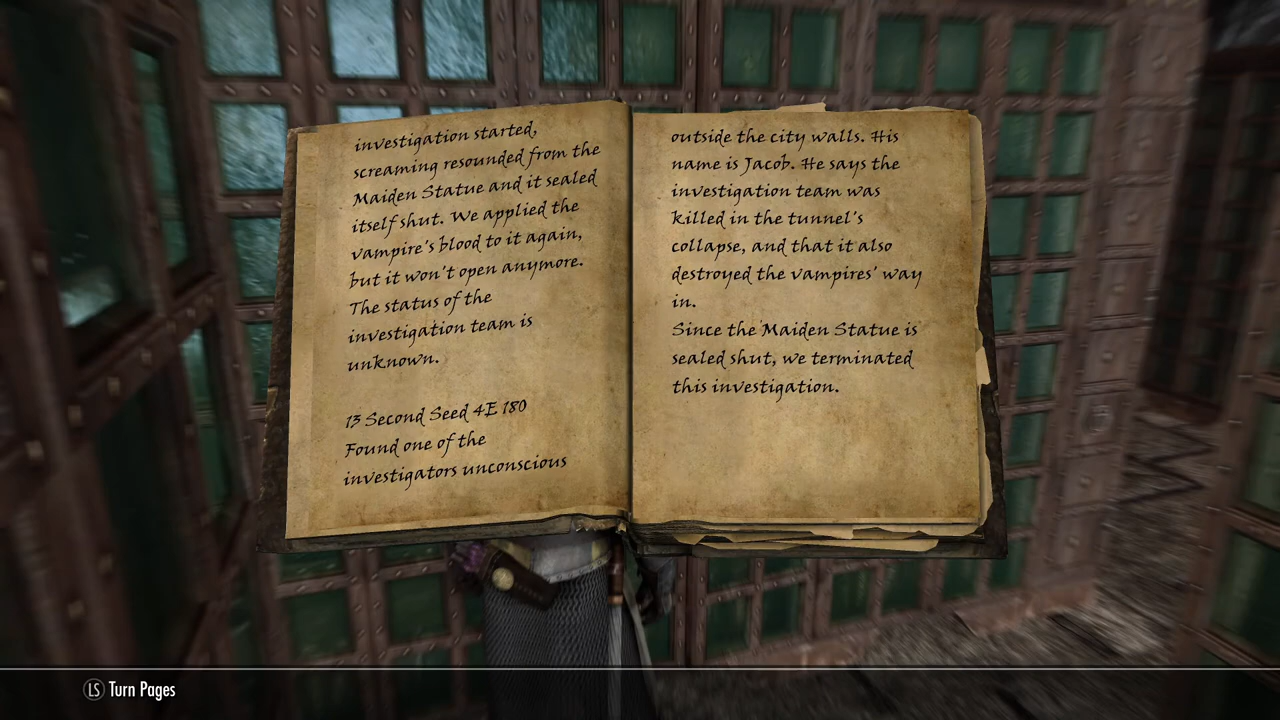 investigation started,
screaming resounded from the
Maiden Statue and it sealed
itself shut. We applied the
vampire's blood to it again,
but it won't open anymore.
The status of the
investigation team is
unknown.
13 Second Seed 4E 180
Found one of the
investigators unconscious
outside the city walls. His
name is Jacob. He says the
investigation team was
killed in the tunnel's
collapse, and that it also
destroyed the vampires' way
in.
Since the Maiden Statue is
sealed shut, we terminated
this investigation.
LS Turn Pages